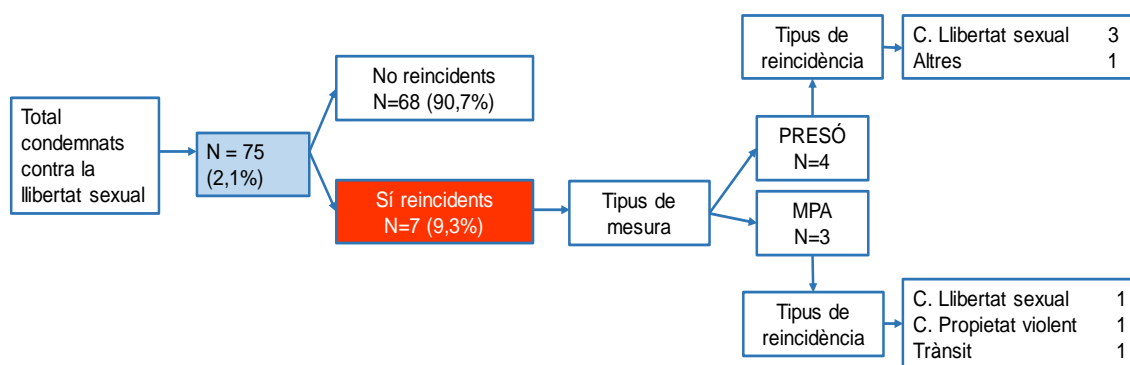 Total
condemnats
contra la
llibertat sexual
N = 75
(2,1%)
No reincidents
N=68 (90,7%)
Sí reincidents
N=7 (9,3%)
Tipus de
mesura
PRESÓ
N=4
Tipus de
reincidència
C. Llibertat sexual 3
Altres 1
MPA
N=3
Tipus de
reincidència
C. Llibertat sexual 1
C. Propietat violent 1
Trànsit 1